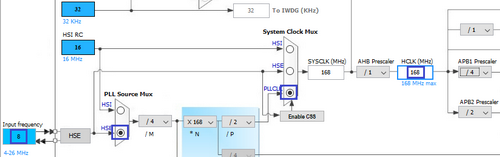 32
32 KHz
32
To IWDG (KHz)
HSI RC
16
16 MHz
System Clock Mux
HSI
HSE
PLLCL
SYSCLK (MHz)
168
AHB Prescaler
/ 1
HCLK (MHz)
168
168 MHz max
/ 1
APB1 Prescaler
/ 4
APB2 Prescaler
/ 2
Enable CSS
PLL Source Mux
HSI
HSE
Input frequency
8
4-26 MHz
HSE
/ 4
/ M
X 168
* N
/ 2
/ P